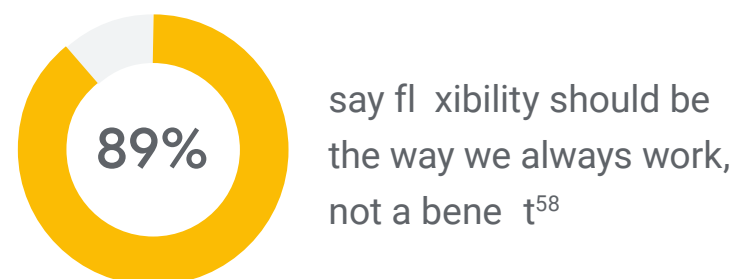 89%
say fl xibility should be
the way we always work,
not a bene t58